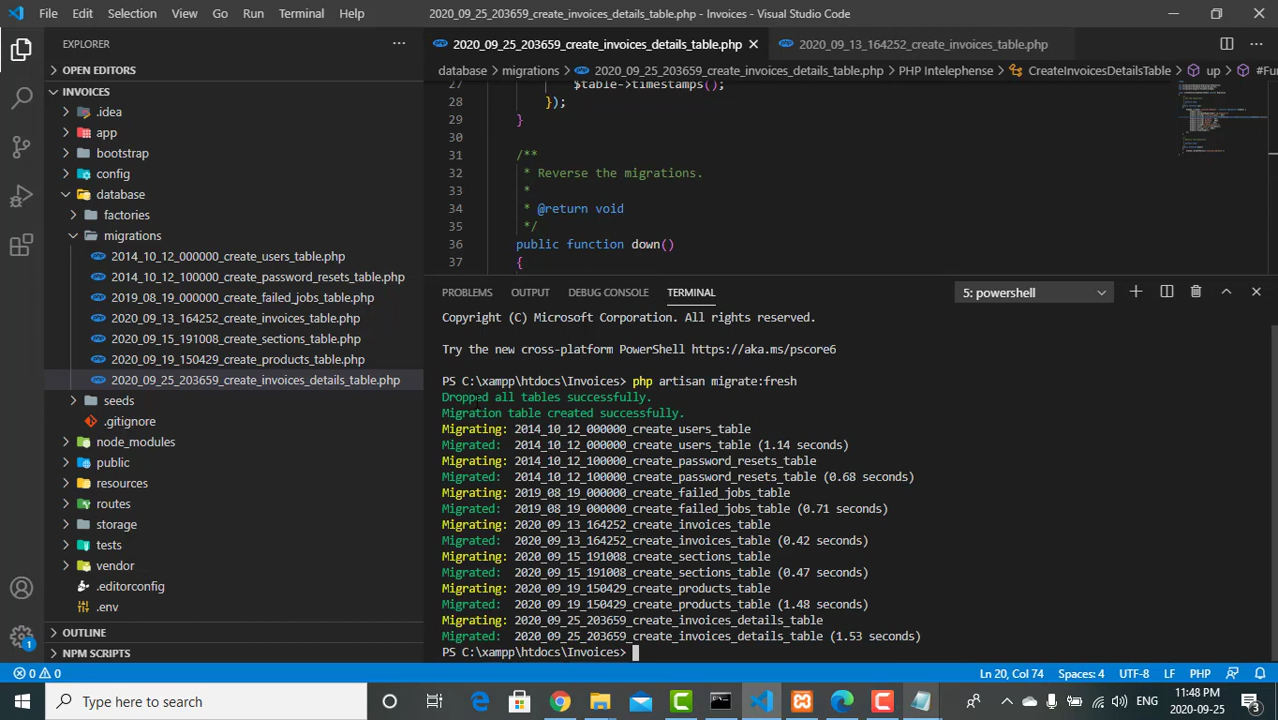 File Edit Selection View Go Run Terminal Help
2020_09_25_203659_create_invoices_details_table.php - Invoices - Visual Studio Code
EXPLORER
OPEN EDITORS
INVOICES
.idea
app
bootstrap
config
database
factories
migrations
2014_10_12_000000_create_users_table.php
2014_10_12_100000_create_password_resets_table.php
2019_08_19_000000_create_failed_jobs_table.php
2020_09_13_164252_create_invoices_table.php
2020_09_15_191008_create_sections_table.php
2020_09_19_150429_create_products_table.php
2020_09_25_203659_create_invoices_details_table.php
seeds
.gitignore
node_modules
public
resources
routes
storage
tests
vendor
.editorconfig
.env
OUTLINE
NPM SCRIPTS
2020_09_25_203659_create_invoices_details_table.php
2020_09_13_164252_create_invoices_table.php
database > migrations > 2020_09_25_203659_create_invoices_details_table.php > PHP Intelephense > CreateInvoicesDetailsTable > up > #Fun
27 $table->timestamps();
28 });
29 }
30
31 /**
32 * Reverse the migrations.
33 *
34 * @return void
35 */
36 public function down()
37 {
PROBLEMS OUTPUT DEBUG CONSOLE TERMINAL 5: powershell
Copyright (C) Microsoft Corporation. All rights reserved.
Try the new cross-platform PowerShell https://aka.ms/pscore6
PS C:\xampp\htdocs\Invoices> php artisan migrate:fresh
Dropped all tables successfully.
Migration table created successfully.
Migrating: 2014_10_12_000000_create_users_table
Migrated: 2014_10_12_000000_create_users_table (1.14 seconds)
Migrating: 2014_10_12_100000_create_password_resets_table
Migrated: 2014_10_12_100000_create_password_resets_table (0.68 seconds)
Migrating: 2019_08_19_000000_create_failed_jobs_table
Migrated: 2019_08_19_000000_create_failed_jobs_table (0.71 seconds)
Migrating: 2020_09_13_164252_create_invoices_table
Migrated: 2020_09_13_164252_create_invoices_table (0.42 seconds)
Migrating: 2020_09_15_191008_create_sections_table
Migrated: 2020_09_15_191008_create_sections_table (0.47 seconds)
Migrating: 2020_09_19_150429_create_products_table
Migrated: 2020_09_19_150429_create_products_table (1.48 seconds)
Migrating: 2020_09_25_203659_create_invoices_details_table
Migrated: 2020_09_25_203659_create_invoices_details_table (1.53 seconds)
PS C:\xampp\htdocs\Invoices>
1
0 0 Ln 20, Col 74 Spaces: 4 UTF-8 LF PHP
Type here to search
ENG
11:48 PM
2020-09-25
3